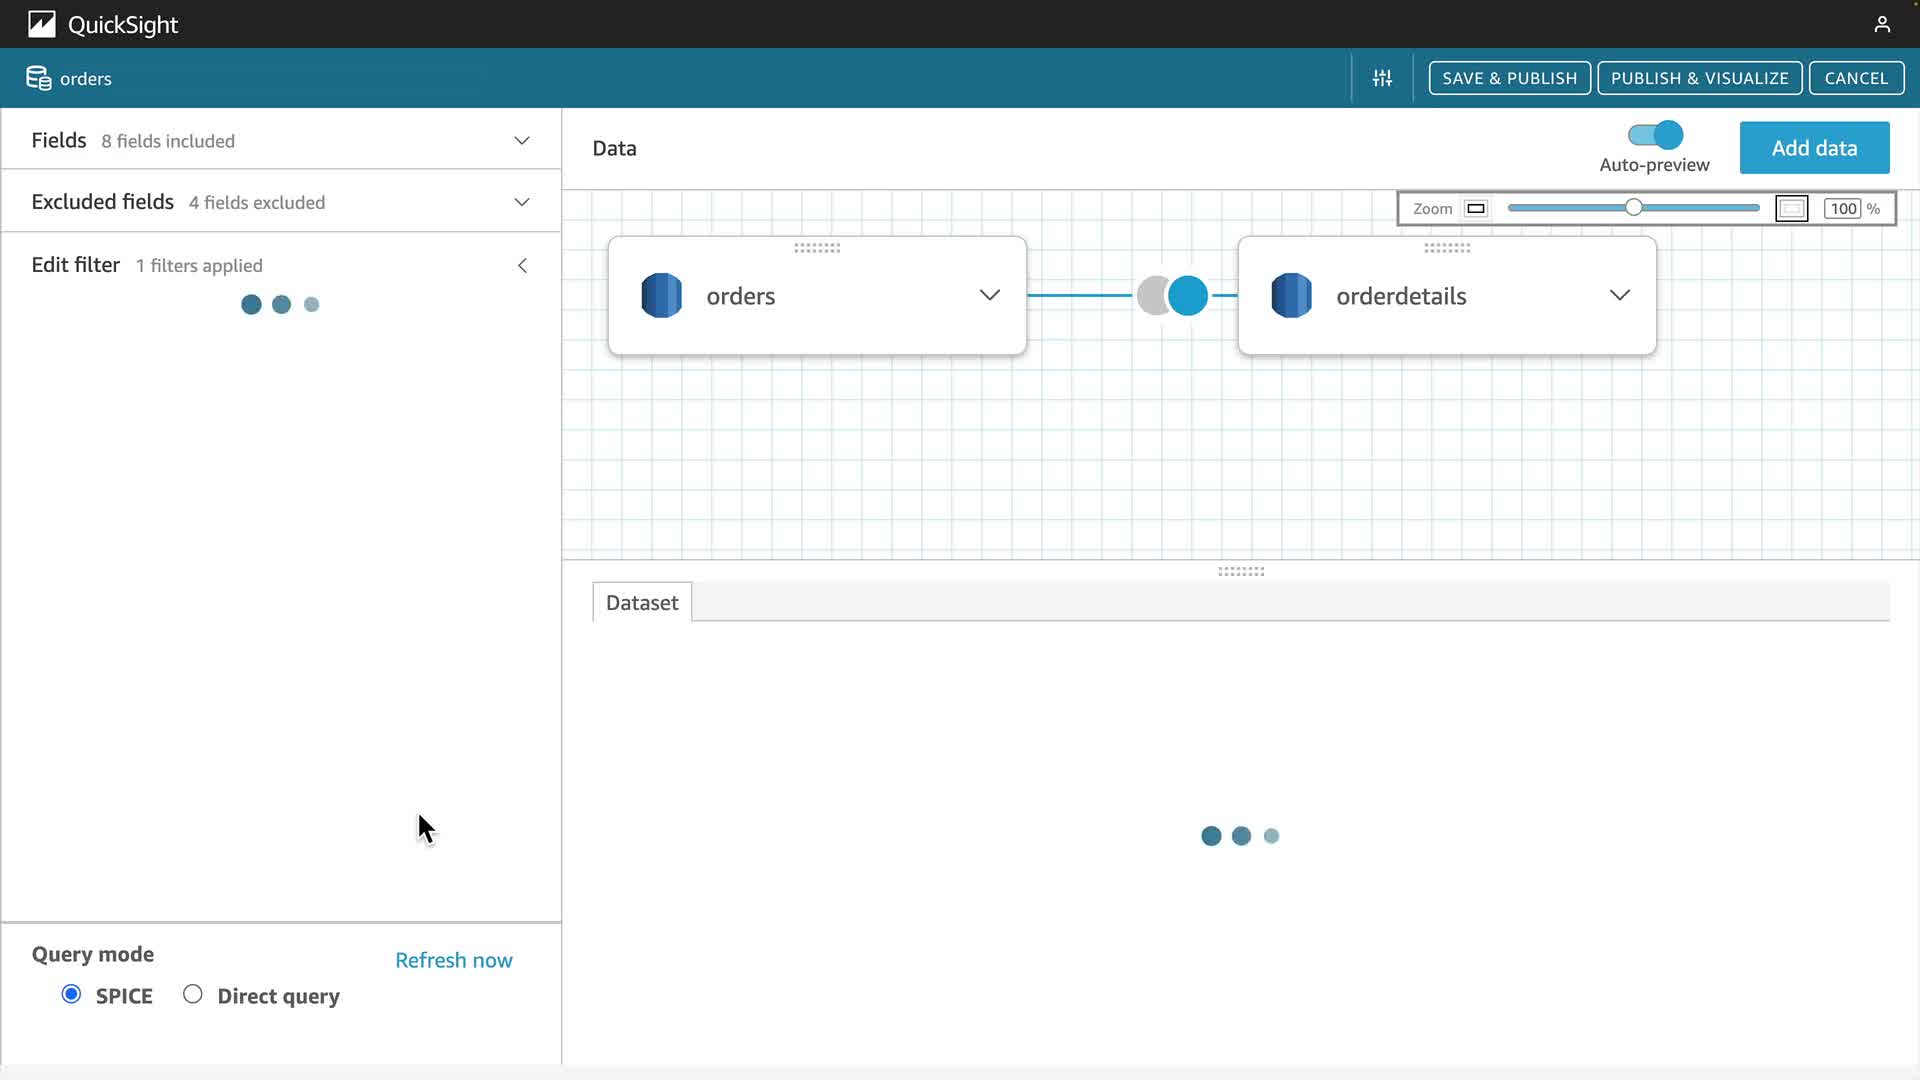 QuickSight
orders
SAVE & PUBLISH
PUBLISH & VISUALIZE
CANCEL
Fields 8 fields included
Excluded fields 4 fields excluded
Edit filter 1 filters applied
Data
Auto-preview
Add data
Zoom
100 %
orders
orderdetails
Dataset
Query mode
Refresh now
SPICE
Direct query